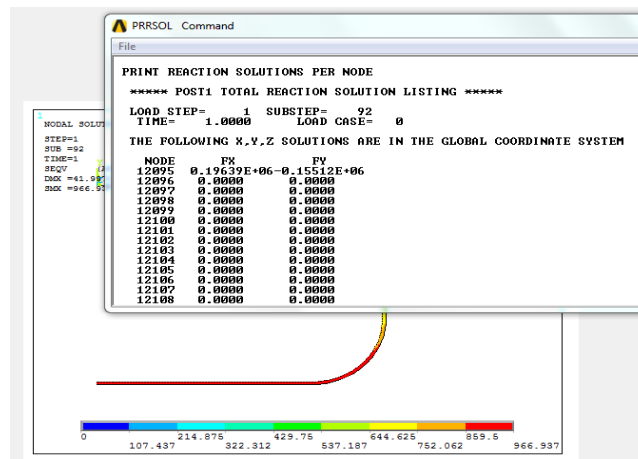 PRRSOL Command
File
PRINT REACTION SOLUTIONS PER NODE
***** POST1 TOTAL REACTION SOLUTION LISTING *****
LOAD STEP= 1 SUBSTEP= 92
TIME= 1.0000 LOAD CASE= 0
THE FOLLOWING X,Y,Z SOLUTIONS ARE IN THE GLOBAL COORDINATE SYSTEM
NODE FX FY
12095 0.19639E+06-0.15512E+06
12096 0.0000 0.0000
12097 0.0000 0.0000
12098 0.0000 0.0000
12099 0.0000 0.0000
12100 0.0000 0.0000
12101 0.0000 0.0000
12102 0.0000 0.0000
12103 0.0000 0.0000
12104 0.0000 0.0000
12105 0.0000 0.0000
12106 0.0000 0.0000
12107 0.0000 0.0000
12108 0.0000 0.0000
1
NODAL SOLUT
STEP=1
SUB =92
TIME=1
SEQV
DMX =41.99
SMX =966.93
0 214.875 429.75 644.625 859.5
107.437 322.312 537.187 752.062 966.937